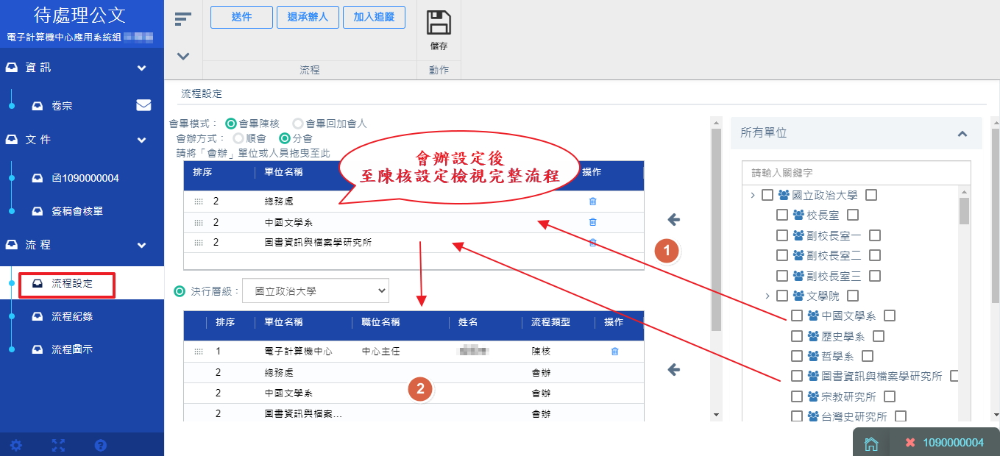 待處理公文
電子計算機中心應用系統組
資訊
卷宗
文件
函1090000004
簽稿會核單
流程
流程設定
流程紀錄
流程圖示
送件 退承辦人 加入追蹤
儲存
流程 動作
流程設定
會畢模式： 會畢陳核 會畢回加會人
會辦方式： 順會 分會
請將「會辦」單位或人員拖曳至此
會辦設定後
至陳核設定檢視完整流程
排序 單位名稱 操作
2 總務處
2 中國文學系
2 圖書資訊與檔案學研究所
決行層級： 國立政治大學
排序 單位名稱 職位名稱 姓名 流程類型 操作
1 電子計算機中心 中心主任 陳核
2 總務處 會辦
2 中國文學系 會辦
2 圖書資訊與檔案... 會辦
1
2
所有單位
請輸入關鍵字
國立政治大學
校長室
副校長室一
副校長室二
副校長室三
文學院
中國文學系
歷史學系
哲學系
圖書資訊與檔案學研究所
宗教研究所
台灣史研究所
1090000004